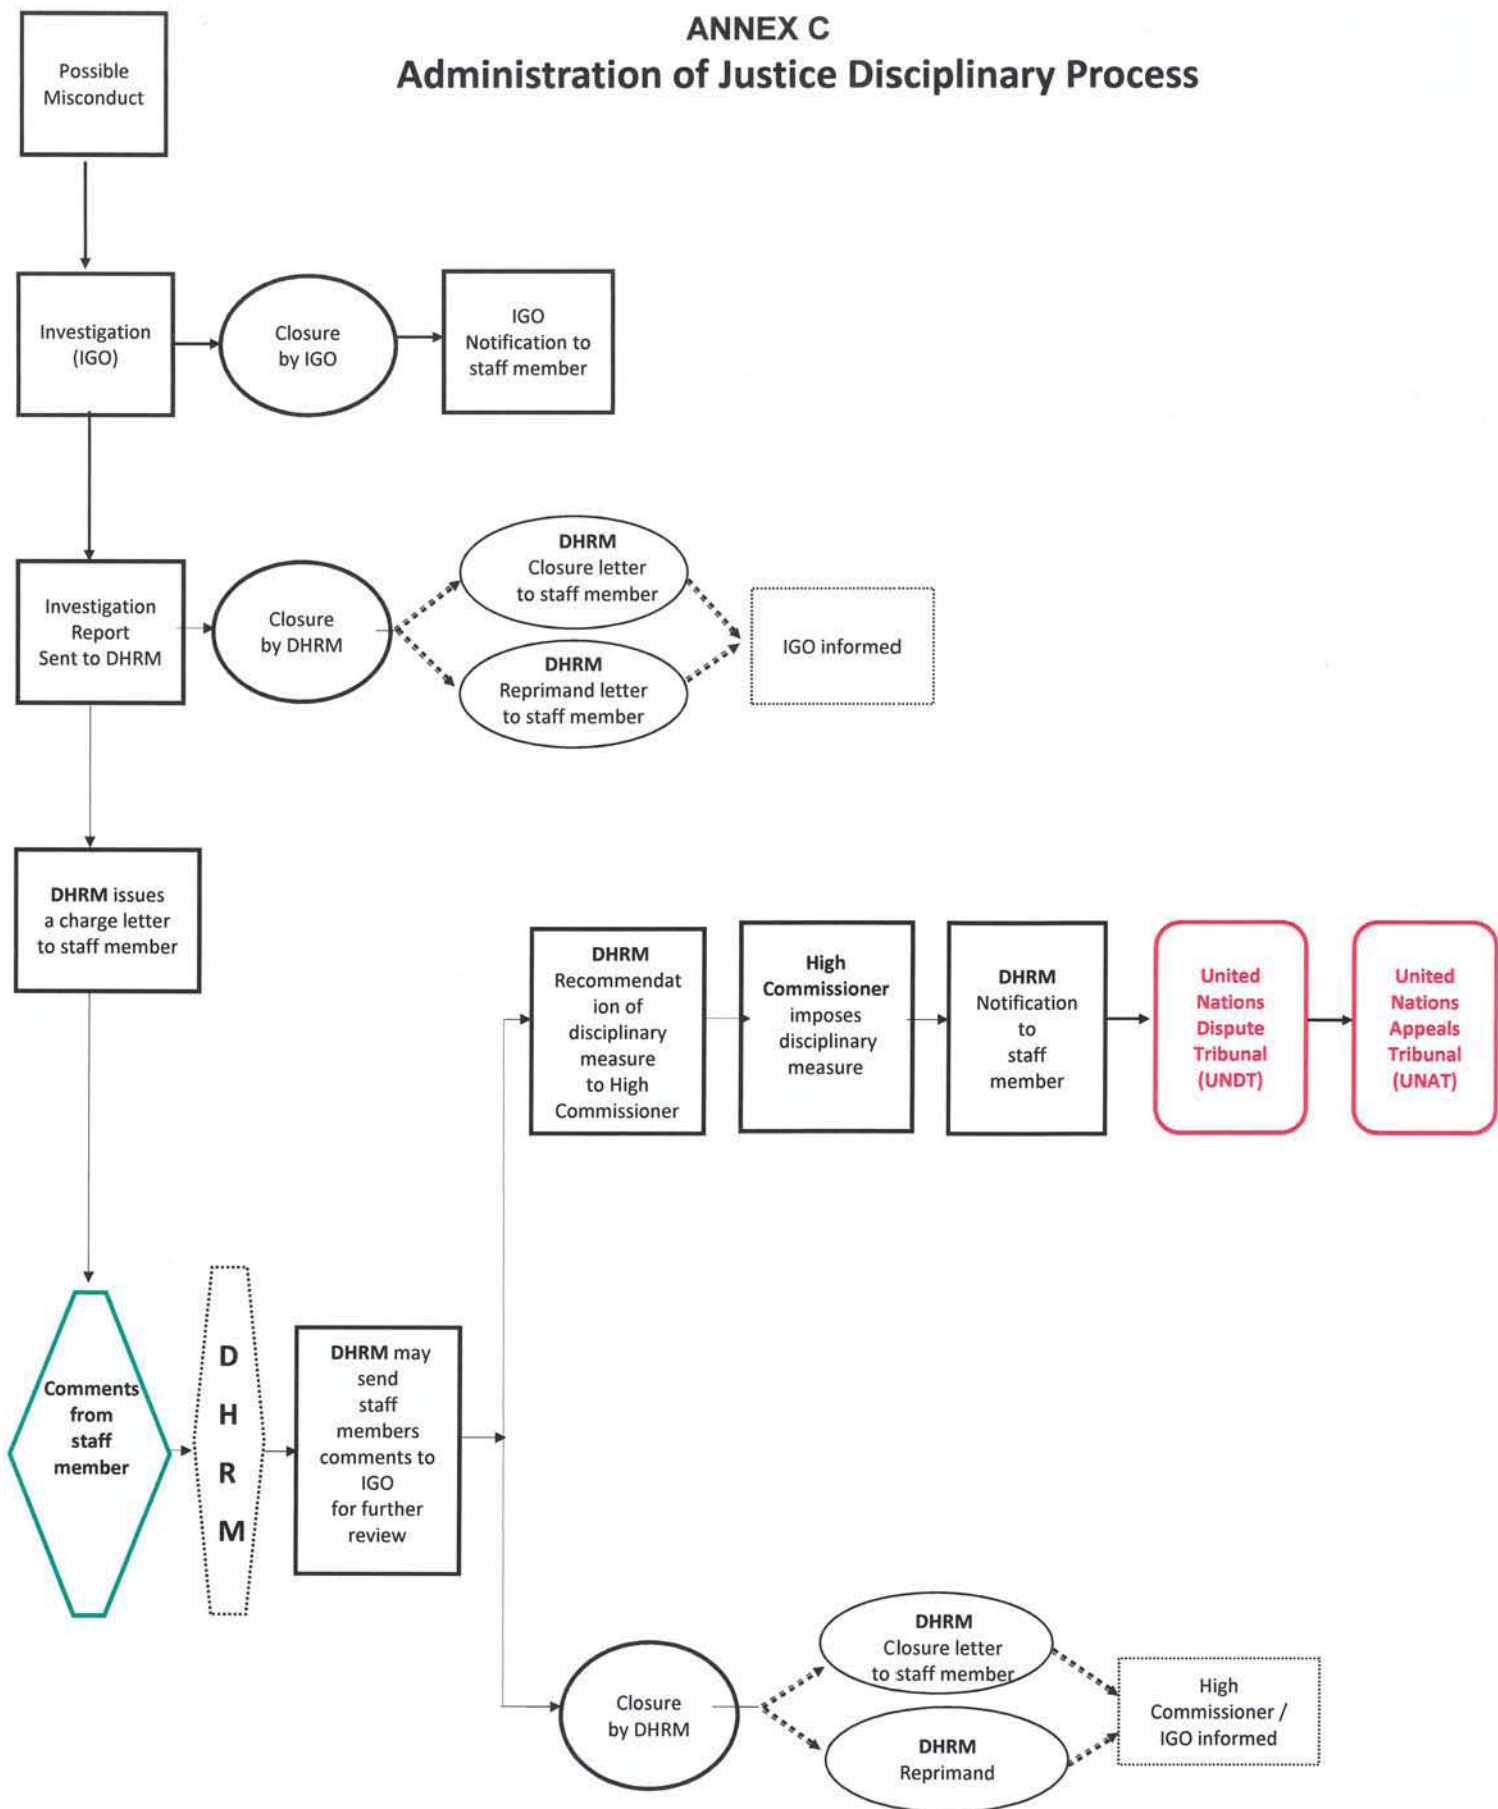 ANNEX C
Administration of Justice Disciplinary Process
Possible
Misconduct
Investigation
(IGO)
Closure
by IGO
IGO
Notification to
staff member
Investigation
Report
Sent to DHRM
Closure
by DHRM
DHRM
Closure letter
to staff member
DHRM
Reprimand letter
to staff member
IGO informed
DHRM issues
a charge letter
to staff member
DHRM
Recommendat
ion of
disciplinary
measure
to High
Commissioner
High
Commissioner
imposes
disciplinary
measure
DHRM
Notification
to
staff
member
United
Nations
Dispute
Tribunal
(UNDT)
United
Nations
Appeals
Tribunal
(UNAT)
Comments
from
staff
member
D
H
R
M
DHRM may
send
staff
members
comments to
IGO
for further
review
Closure
by DHRM
DHRM
Closure letter
to staff member
DHRM
Reprimand
High
Commissioner /
IGO informed